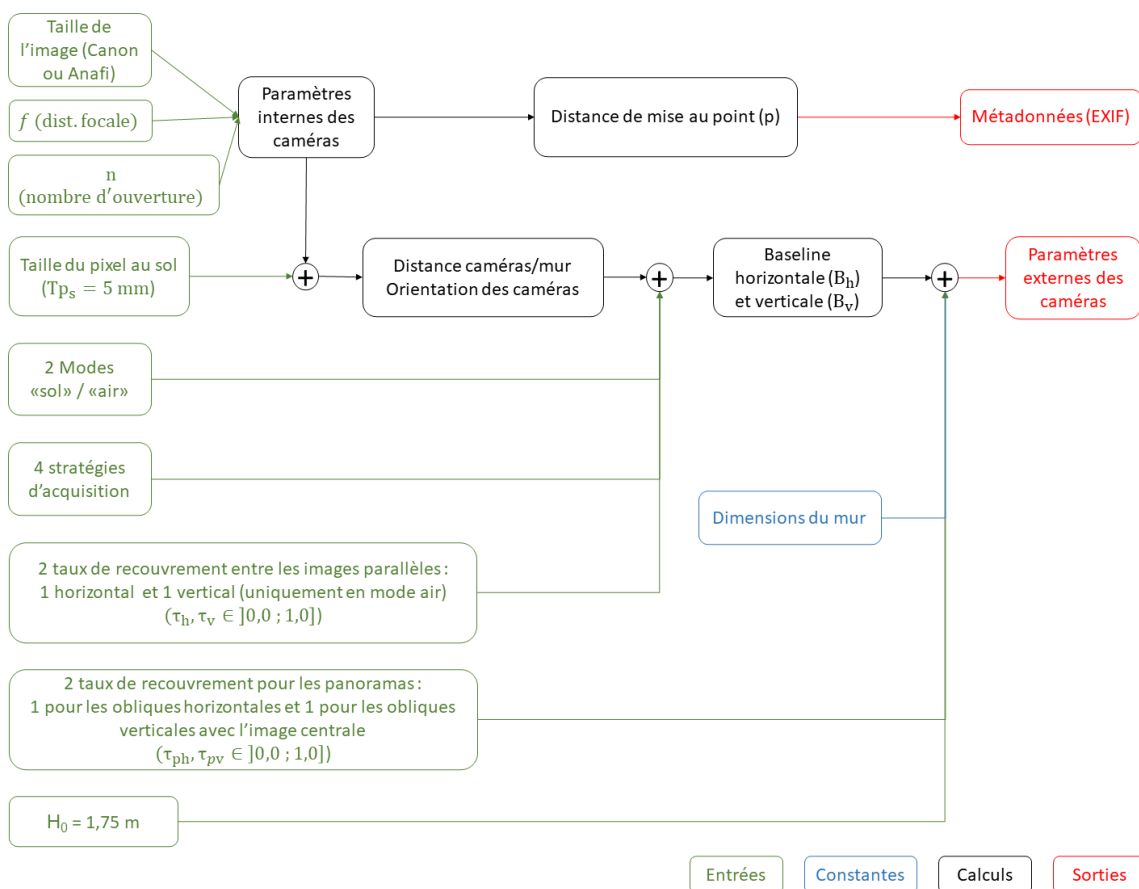 Taille de
l'image (Canon
ou Anafi)
f (dist. focale)
n
(nombre d'ouverture)
Paramètres
internes des
caméras
Distance de mise au point (p)
Métadonnées (EXIF)
Taille du pixel au sol
(Tpₛ = 5 mm)
+
Distance caméras/mur
Orientation des caméras
+
Baseline
horizontale (Bₕ)
et verticale (Bᵥ)
+
Paramètres
externes des
caméras
2 Modes
«sol» / «air»
4 stratégies
d'acquisition
Dimensions du mur
2 taux de recouvrement entre les images parallèles :
1 horizontal et 1 vertical (uniquement en mode air)
(τₕ, τᵥ ∈ ]0,0 ; 1,0])
2 taux de recouvrement pour les panoramas :
1 pour les obliques horizontales et 1 pour les obliques
verticales avec l'image centrale
(τₚₕ, τₚᵥ ∈ ]0,0 ; 1,0])
H₀ = 1,75 m
Entrées
Constantes
Calculs
Sorties